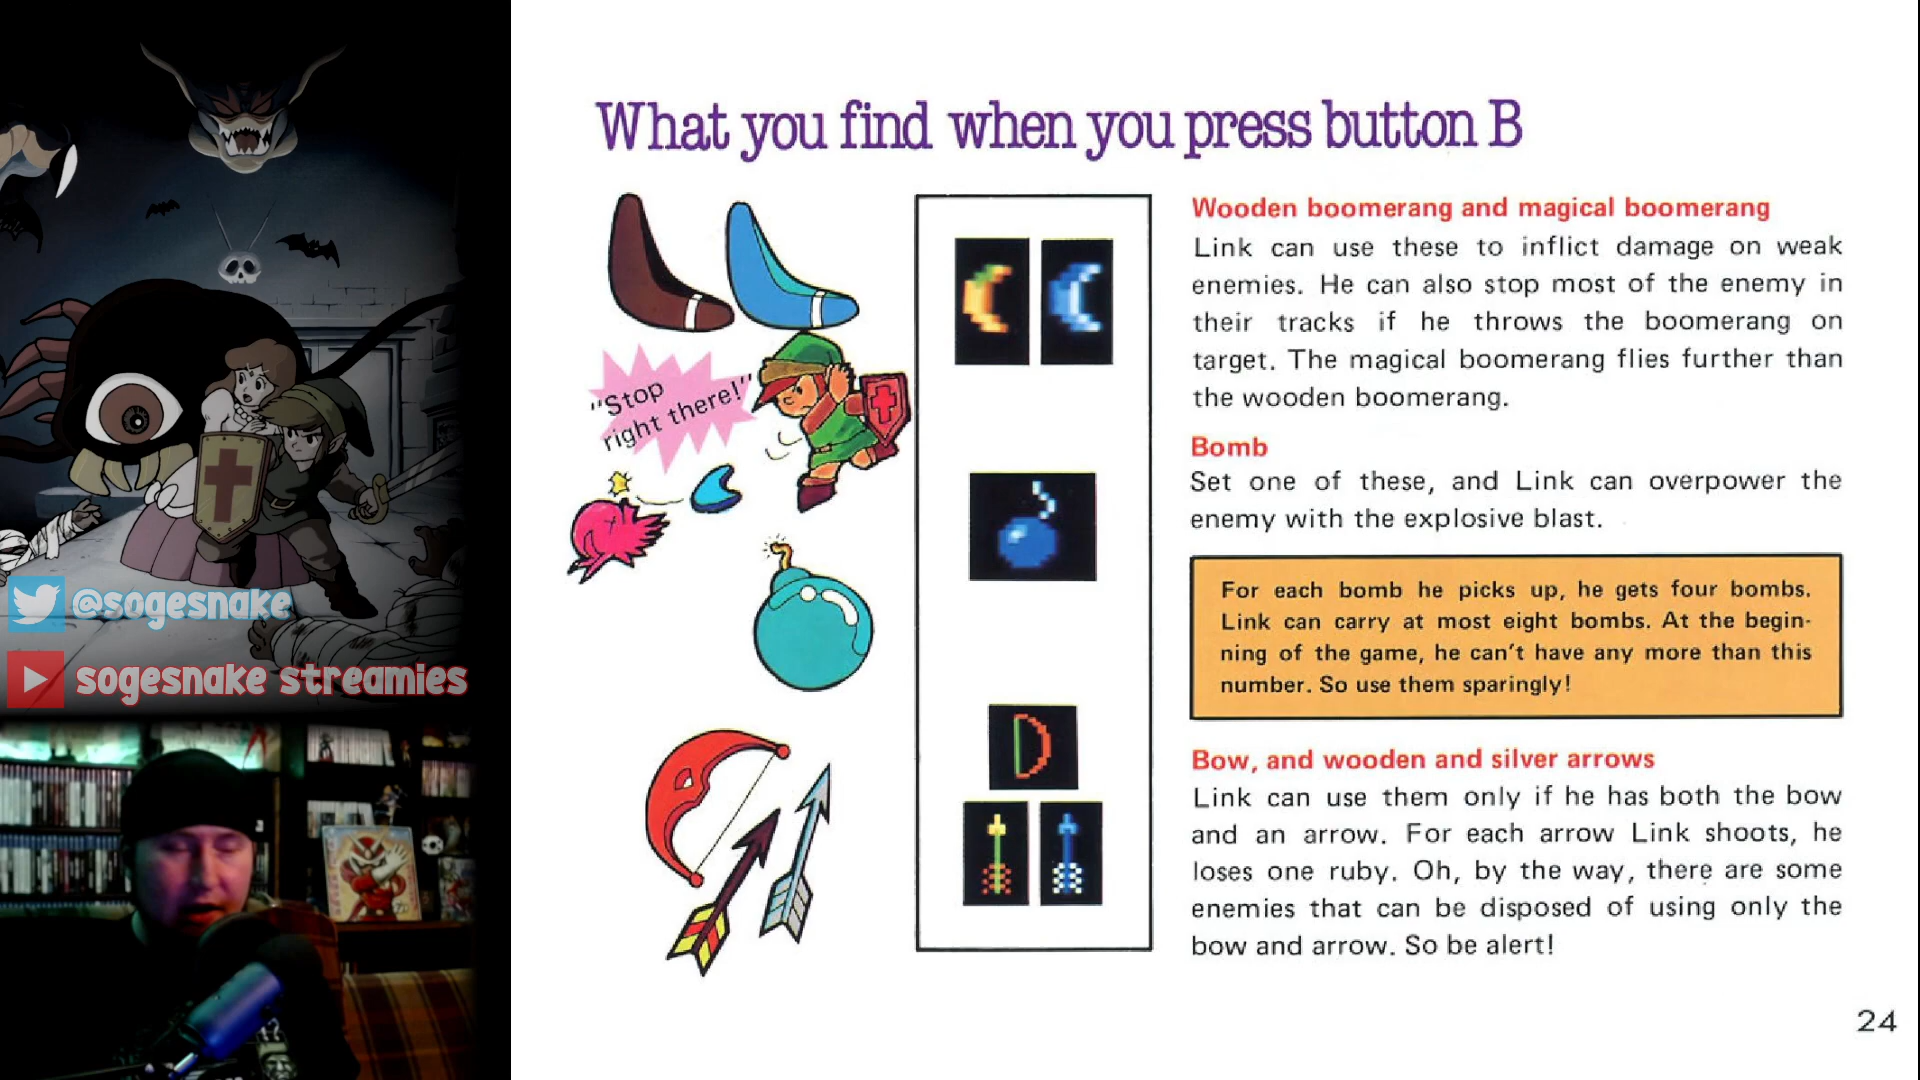 What you find when you press button B
Wooden boomerang and magical boomerang
Link can use these to inflict damage on weak
enemies. He can also stop most of the enemy in
their tracks if he throws the boomerang on
target. The magical boomerang flies further than
the wooden boomerang.
"Stop
right there!"
Bomb
Set one of these, and Link can overpower the
enemy with the explosive blast.
For each bomb he picks up, he gets four bombs.
Link can carry at most eight bombs. At the begin-
ning of the game, he can't have any more than this
number. So use them sparingly!
Bow, and wooden and silver arrows
Link can use them only if he has both the bow
and an arrow. For each arrow Link shoots, he
loses one ruby. Oh, by the way, there are some
enemies that can be disposed of using only the
bow and arrow. So be alert!
24
@sogesnake
sogesnake streamies